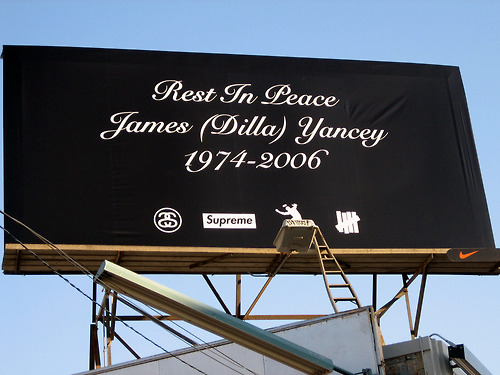 Rest In Peace
James (Dilla) Yancey
1974-2006
Supreme